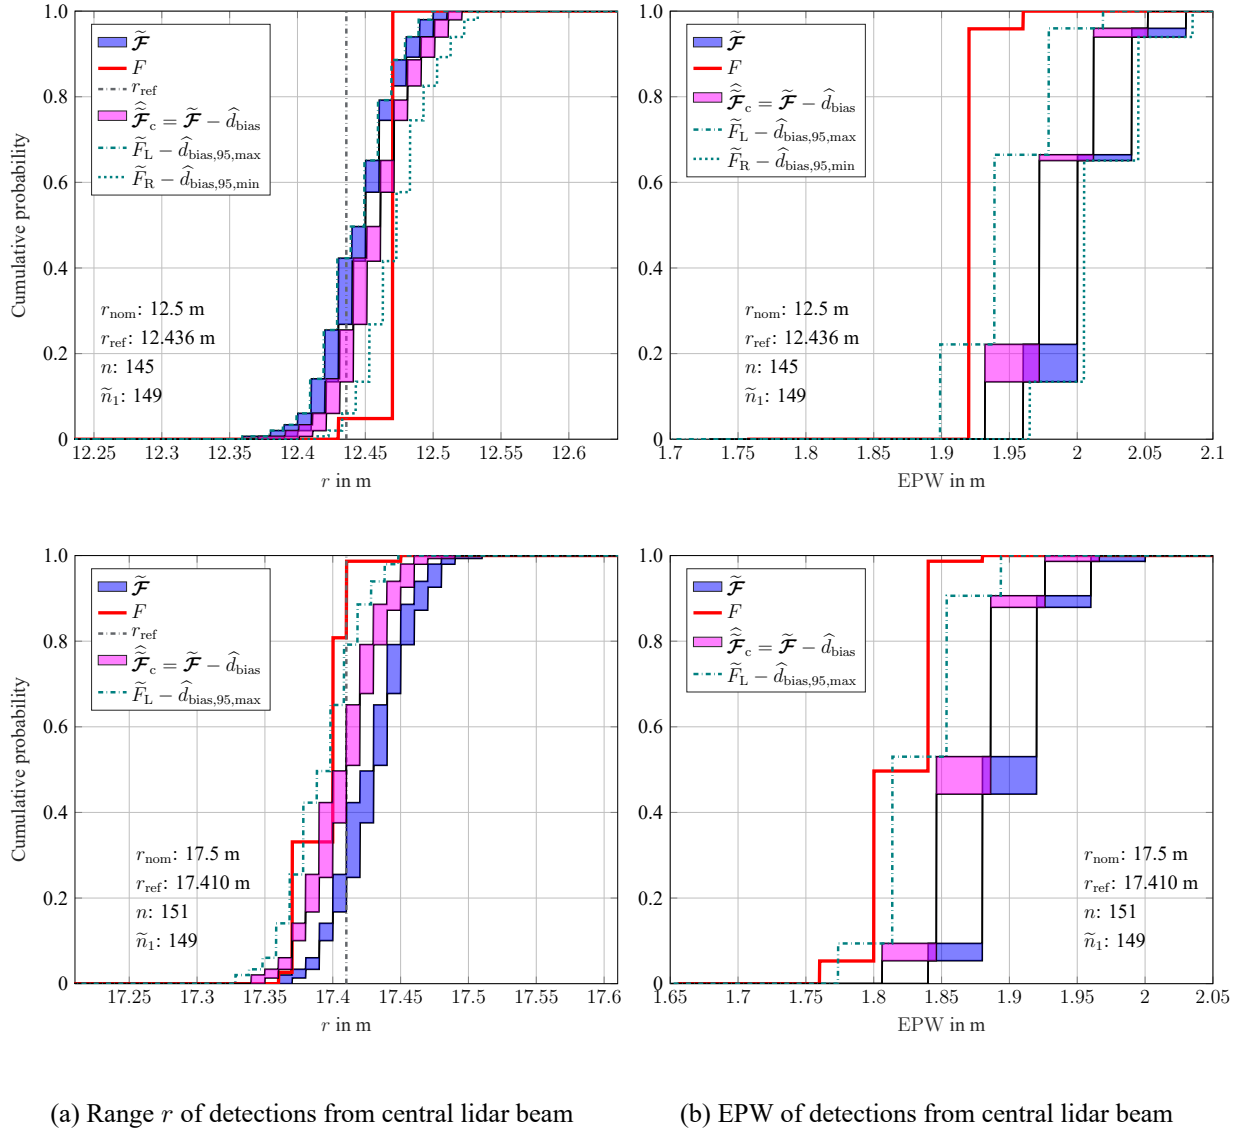 1.0
0.8
0.6
0.4
0.2
0
Cumulative probability
𝓕̃
F
r_ref
𝓕̃̂_c = 𝓕̃ − d̂_bias
F̃_L − d̂_bias,95,max
F̃_R − d̂_bias,95,min
r_nom: 12.5 m
r_ref: 12.436 m
n: 145
ñ_1: 149
12.25 12.3 12.35 12.4 12.45 12.5 12.55 12.6
r in m
1.0
0.8
0.6
0.4
0.2
0
𝓕̃
F
𝓕̃̂_c = 𝓕̃ − d̂_bias
F̃_L − d̂_bias,95,max
F̃_R − d̂_bias,95,min
r_nom: 12.5 m
r_ref: 12.436 m
n: 145
ñ_1: 149
1.7 1.75 1.8 1.85 1.9 1.95 2 2.05 2.1
EPW in m
1.0
0.8
0.6
0.4
0.2
0
Cumulative probability
𝓕̃
F
r_ref
𝓕̃̂_c = 𝓕̃ − d̂_bias
F̃_L − d̂_bias,95,max
r_nom: 17.5 m
r_ref: 17.410 m
n: 151
ñ_1: 149
17.25 17.3 17.35 17.4 17.45 17.5 17.55 17.6
r in m
1.0
0.8
0.6
0.4
0.2
0
𝓕̃
F
𝓕̃̂_c = 𝓕̃ − d̂_bias
F̃_L − d̂_bias,95,max
r_nom: 17.5 m
r_ref: 17.410 m
n: 151
ñ_1: 149
1.65 1.7 1.75 1.8 1.85 1.9 1.95 2 2.05
EPW in m
(a) Range r of detections from central lidar beam
(b) EPW of detections from central lidar beam